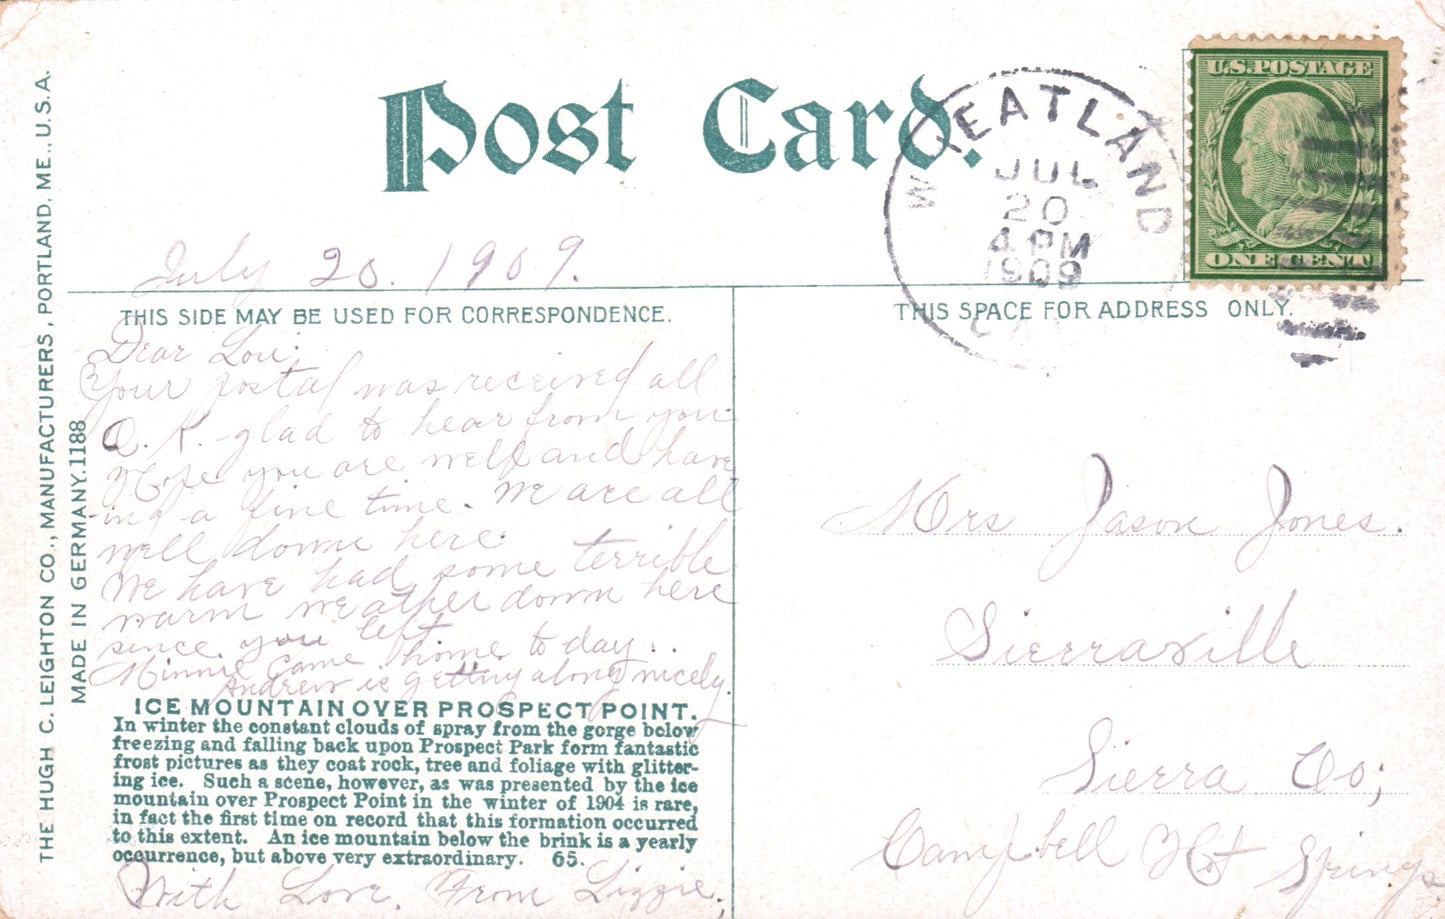 Post Card.
WHEATLAND
JUL
20
4 PM
1909
U.S. POSTAGE
ONE CENT
July 20. 1909.
THIS SIDE MAY BE USED FOR CORRESPONDENCE.
THIS SPACE FOR ADDRESS ONLY.
Dear Lou:
Your postal was received all
O. K. glad to hear from you
Hope you are well and hav
ing a fine time. We are all
well down here.
We have had some terrible
warm weather down here
since you left.
Minnie came home to day..
Andrew is getting along nicely.
ICE MOUNTAIN OVER PROSPECT POINT.
In winter the constant clouds of spray from the gorge below
freezing and falling back upon Prospect Park form fantastic
frost pictures as they coat rock, tree and foliage with glitter-
ing ice. Such a scene, however, as was presented by the ice
mountain over Prospect Point in the winter of 1904 is rare,
in fact the first time on record that this formation occurred
to this extent. An ice mountain below the brink is a yearly
occurrence, but above very extraordinary. 65.
With Love. From Lizzie.
Mrs Jason Jones.
Sierraville
Sierra Co;
Campbell Hot Springs
THE HUGH C. LEIGHTON CO., MANUFACTURERS, PORTLAND, ME., U.S.A.
MADE IN GERMANY. 1188